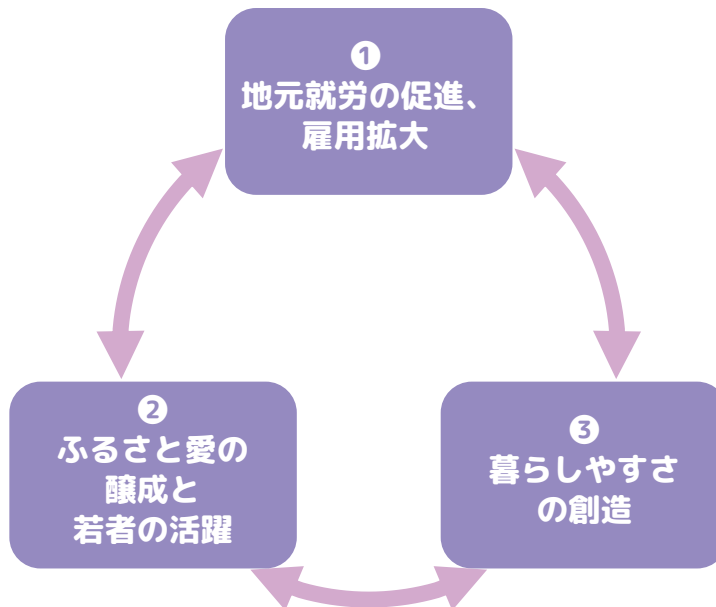 ❶
地元就労の促進、
雇用拡大
❷
ふるさと愛の
醸成と
若者の活躍
❸
暮らしやすさ
の創造